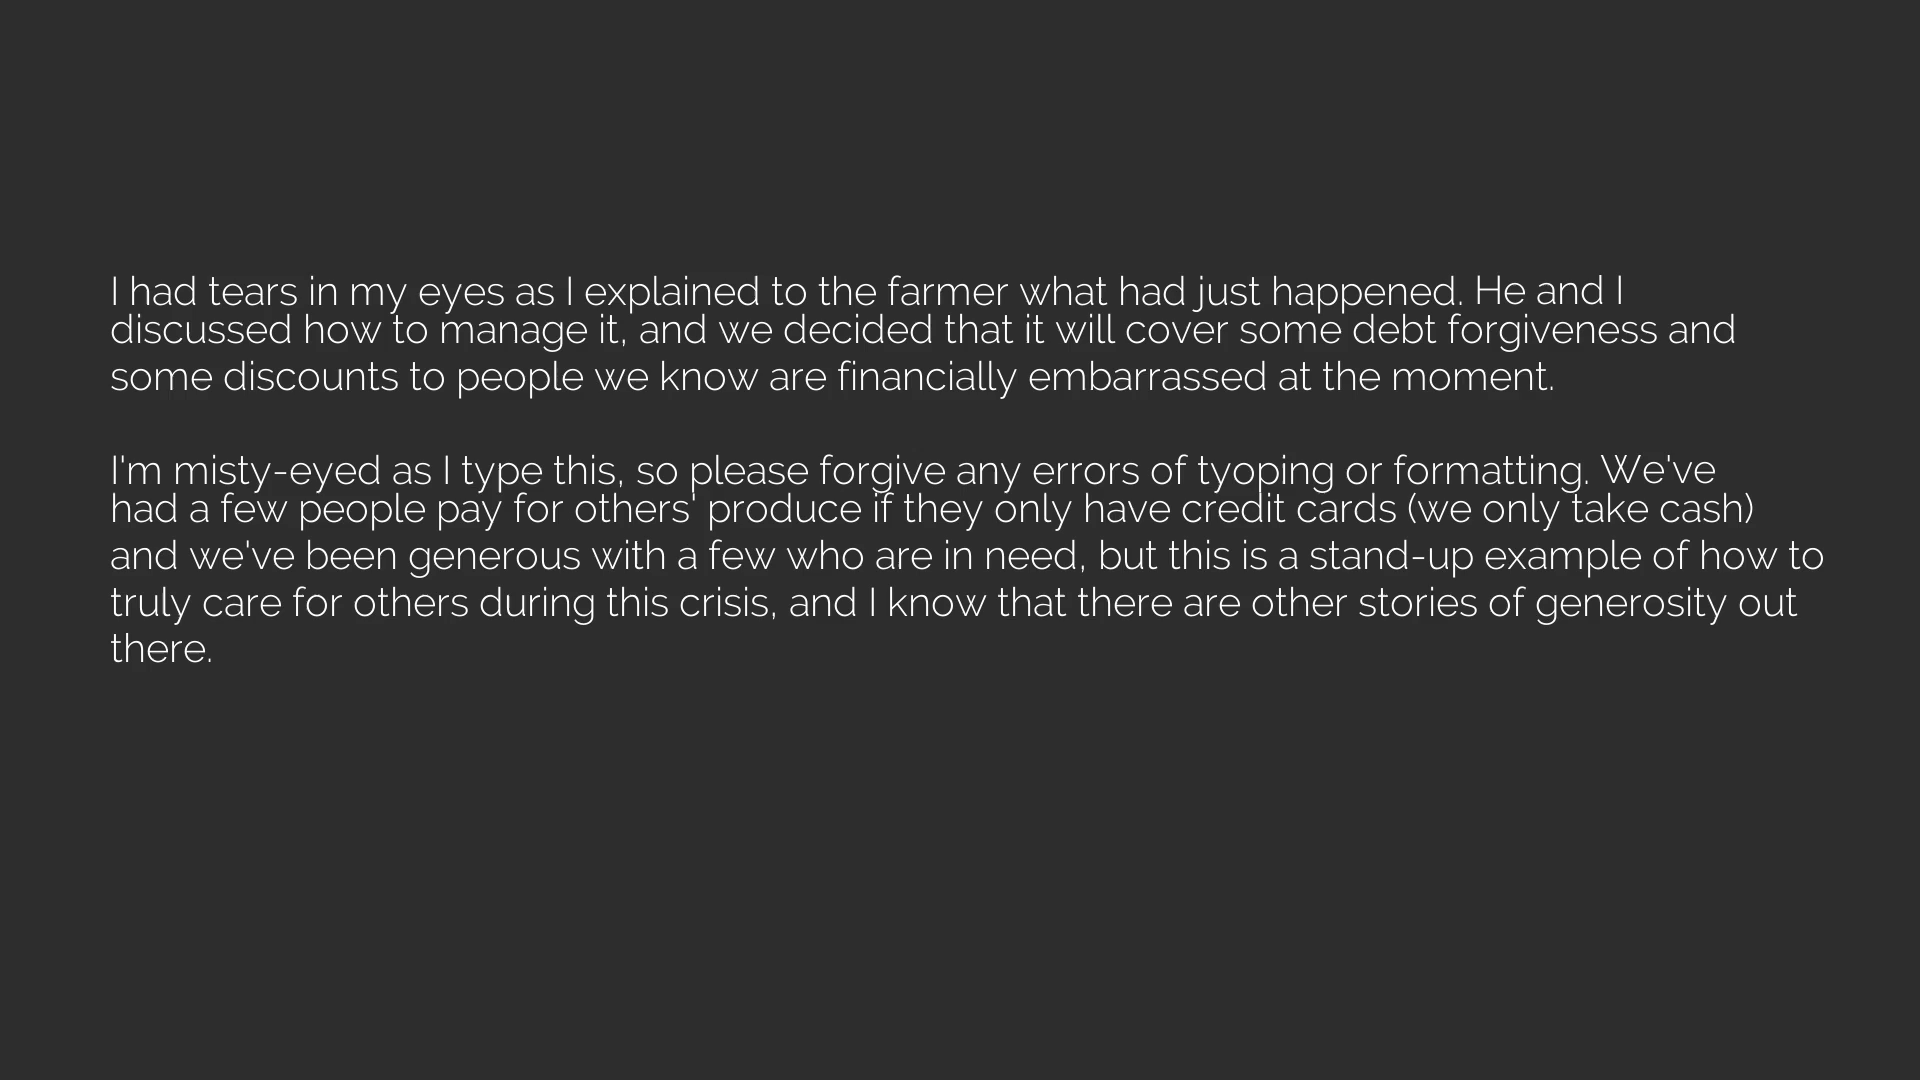 I had tears in my eyes as I explained to the farmer what had just happened. He and I
discussed how to manage it, and we decided that it will cover some debt forgiveness and
some discounts to people we know are financially embarrassed at the moment.
I'm misty-eyed as I type this, so please forgive any errors of tyoping or formatting. We've
had a few people pay for others' produce if they only have credit cards (we only take cash)
and we've been generous with a few who are in need, but this is a stand-up example of how to
truly care for others during this crisis, and I know that there are other stories of generosity out
there.